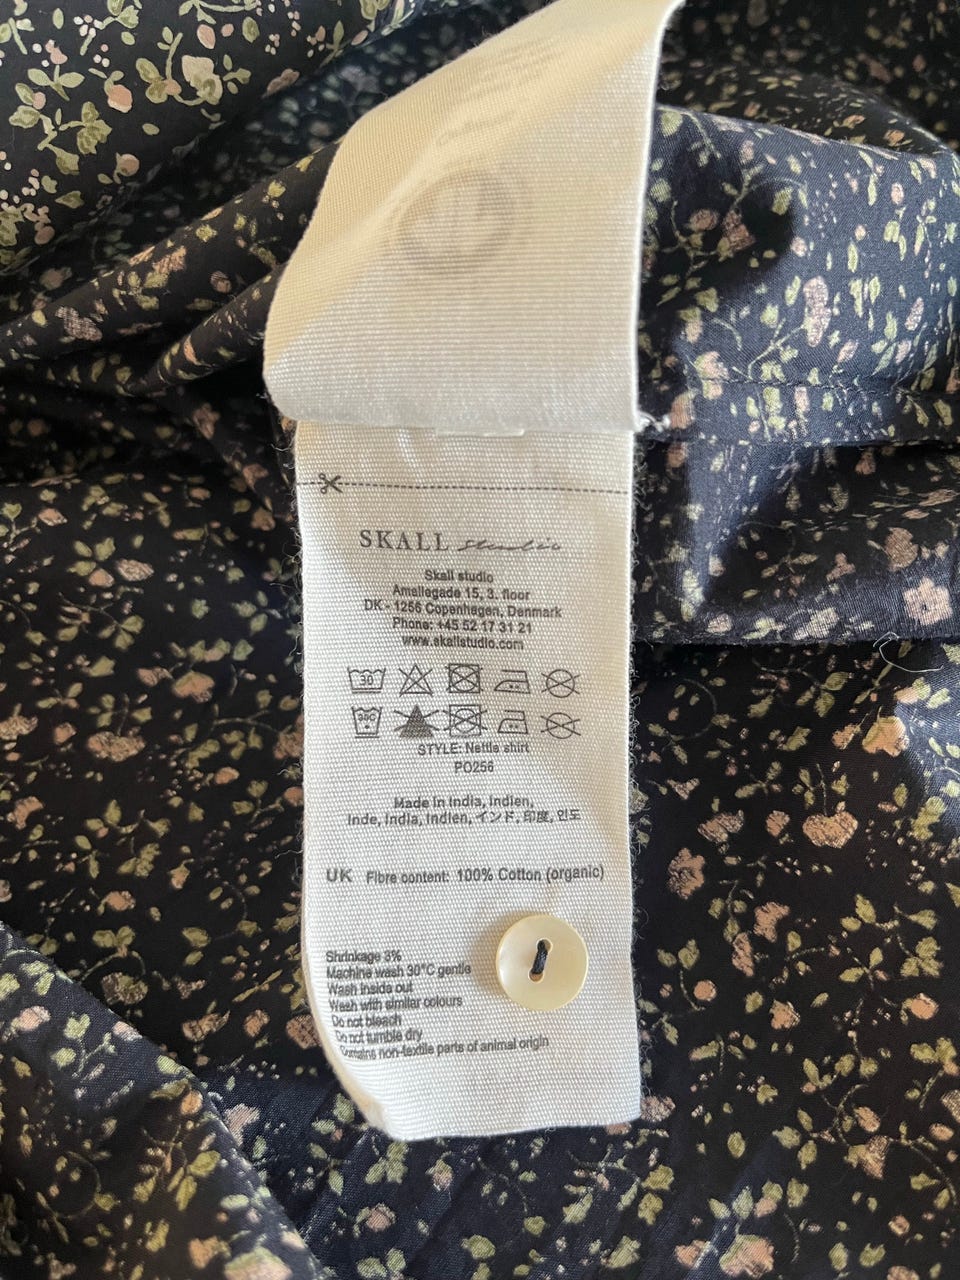 SKALL studio
Skall studio
Amaliegade 15, 3. floor
DK - 1256 Copenhagen, Denmark
Phone: +45 52 17 31 21
www.skallstudio.com
30
30C
STYLE: Nettle shirt
PO256
Made in India, Indien,
Inde, India, Indien, インド, 印度, 인도
UK Fibre content: 100% Cotton (organic)
Shrinkage 3%
Machine wash 30°C gentle
Wash inside out
Wash with similar colours
Do not bleach
Do not tumble dry
Contains non-textile parts of animal origin